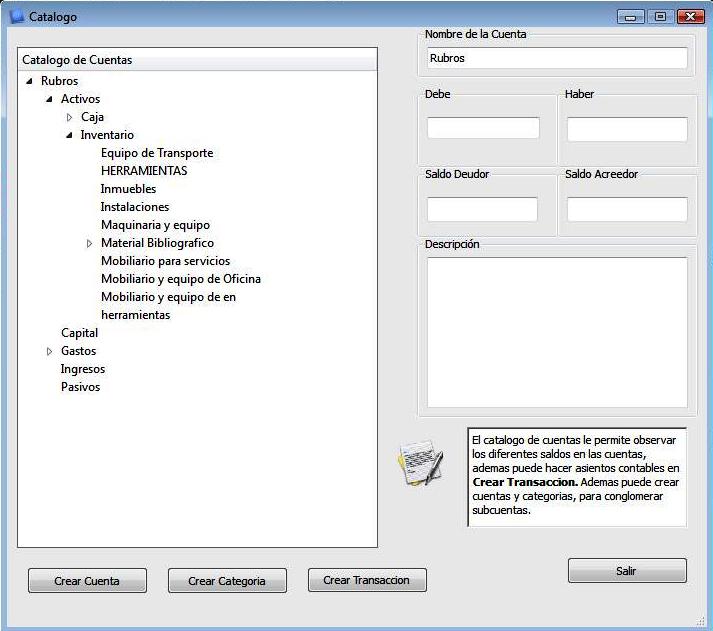 Catalogo
Catalogo de Cuentas
Rubros
Activos
Caja
Inventario
Equipo de Transporte
HERRAMIENTAS
Inmuebles
Instalaciones
Maquinaria y equipo
Material Bibliografico
Mobiliario para servicios
Mobiliario y equipo de Oficina
Mobiliario y equipo de en
herramientas
Capital
Gastos
Ingresos
Pasivos
Nombre de la Cuenta
Rubros
Debe
Haber
Saldo Deudor
Saldo Acreedor
Descripción
El catalogo de cuentas le permite observar
los diferentes saldos en las cuentas,
ademas puede hacer asientos contables en
Crear Transaccion. Ademas puede crear
cuentas y categorias, para conglomerar
subcuentas.
Crear Cuenta
Crear Categoria
Crear Transaccion
Salir